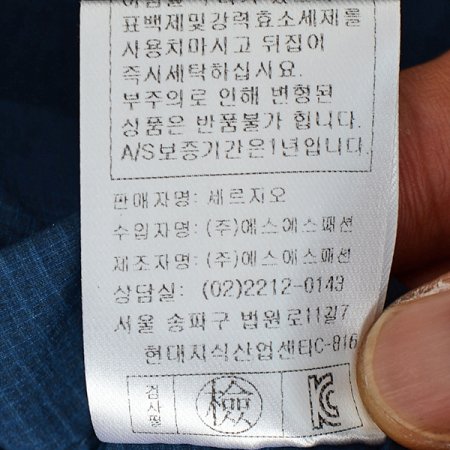 표백제및강력효소세제를
사용치마시고 뒤집어
즉시세탁하십시요.
부주의로 인해 변형된
상품은 반품불가 합니다.
A/S보증기간은1년입니다.
판매자명: 세르지오
수입자명: (주)에스에스패션
제조자명: (주)에스에스패션
상담실: (02)2212-0143
서울 송파구 법원로11길7
현대지식산업센타C-816
검사필 檢 KC